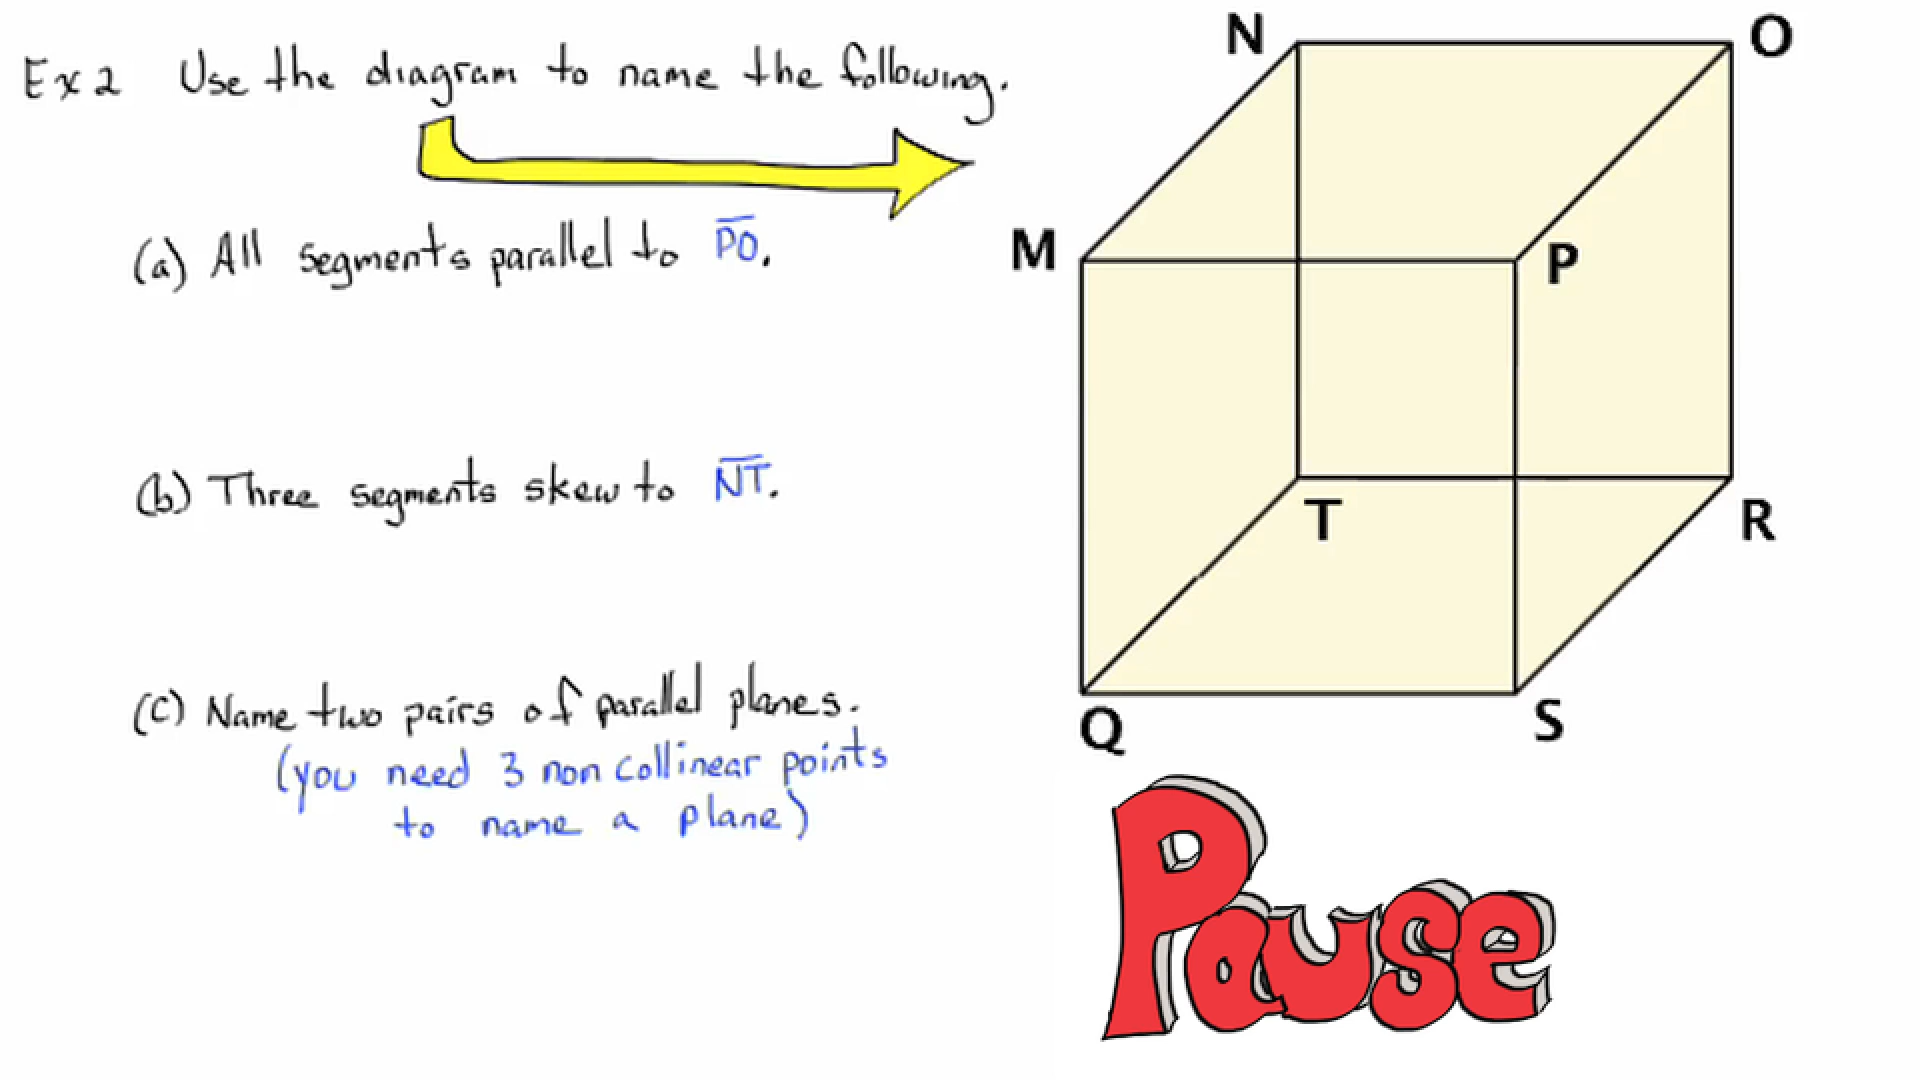 Ex 2 Use the diagram to name the following.
(a) All segments parallel to PO.
(b) Three segments skew to NT.
(c) Name two pairs of parallel planes.
(you need 3 non collinear points
to name a plane)
N O
M P
T R
Q S
Pause